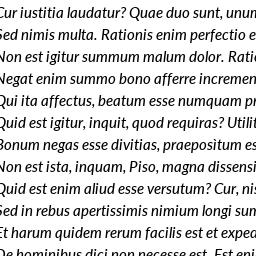 Cur iustitia laudatur? Quae duo sunt, unum
Sed nimis multa. Rationis enim perfectio e
Non est igitur summum malum dolor. Rati
Negat enim summo bono afferre incremen
Qui ita affectus, beatum esse numquam pr
Quid est igitur, inquit, quod requiras? Utilit
Bonum negas esse divitias, praepositum es
Non est ista, inquam, Piso, magna dissensi
Quid est enim aliud esse versutum? Cur, nis
Sed in rebus apertissimis nimium longi sum
Et harum quidem rerum facilis est et exped
De hominibus dici non necesse est. Est eni